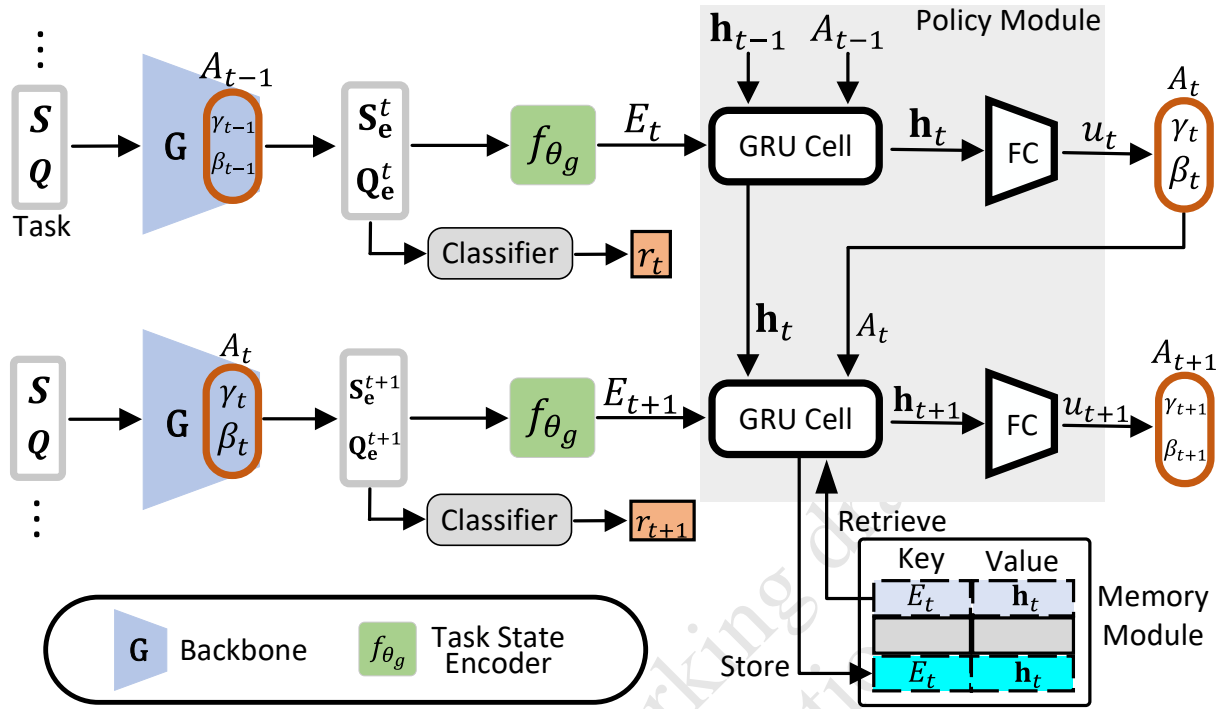 Policy Module
⋮
S
Q
Task
G
A_{t−1}
γ_{t−1}
β_{t−1}
S_e^t
Q_e^t
f_{θ_g}
E_t
h_{t−1}
A_{t−1}
GRU Cell
h_t
FC
u_t
A_t
γ_t
β_t
Classifier
r_t
h_t
A_t
S
Q
⋮
G
A_t
γ_t
β_t
S_e^{t+1}
Q_e^{t+1}
f_{θ_g}
E_{t+1}
GRU Cell
h_{t+1}
FC
u_{t+1}
A_{t+1}
γ_{t+1}
β_{t+1}
Classifier
r_{t+1}
Retrieve
Key Value
E_t h_t
E_t h_t
Memory
Module
Store
G Backbone
f_{θ_g} Task State
Encoder